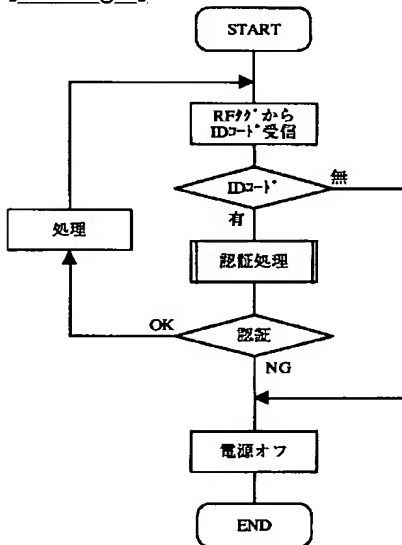 START
RFﾀｸﾞから
IDｺｰﾄﾞ受信
IDｺｰﾄﾞ
無
有
処理
認証処理
OK
認証
NG
電源オフ
END